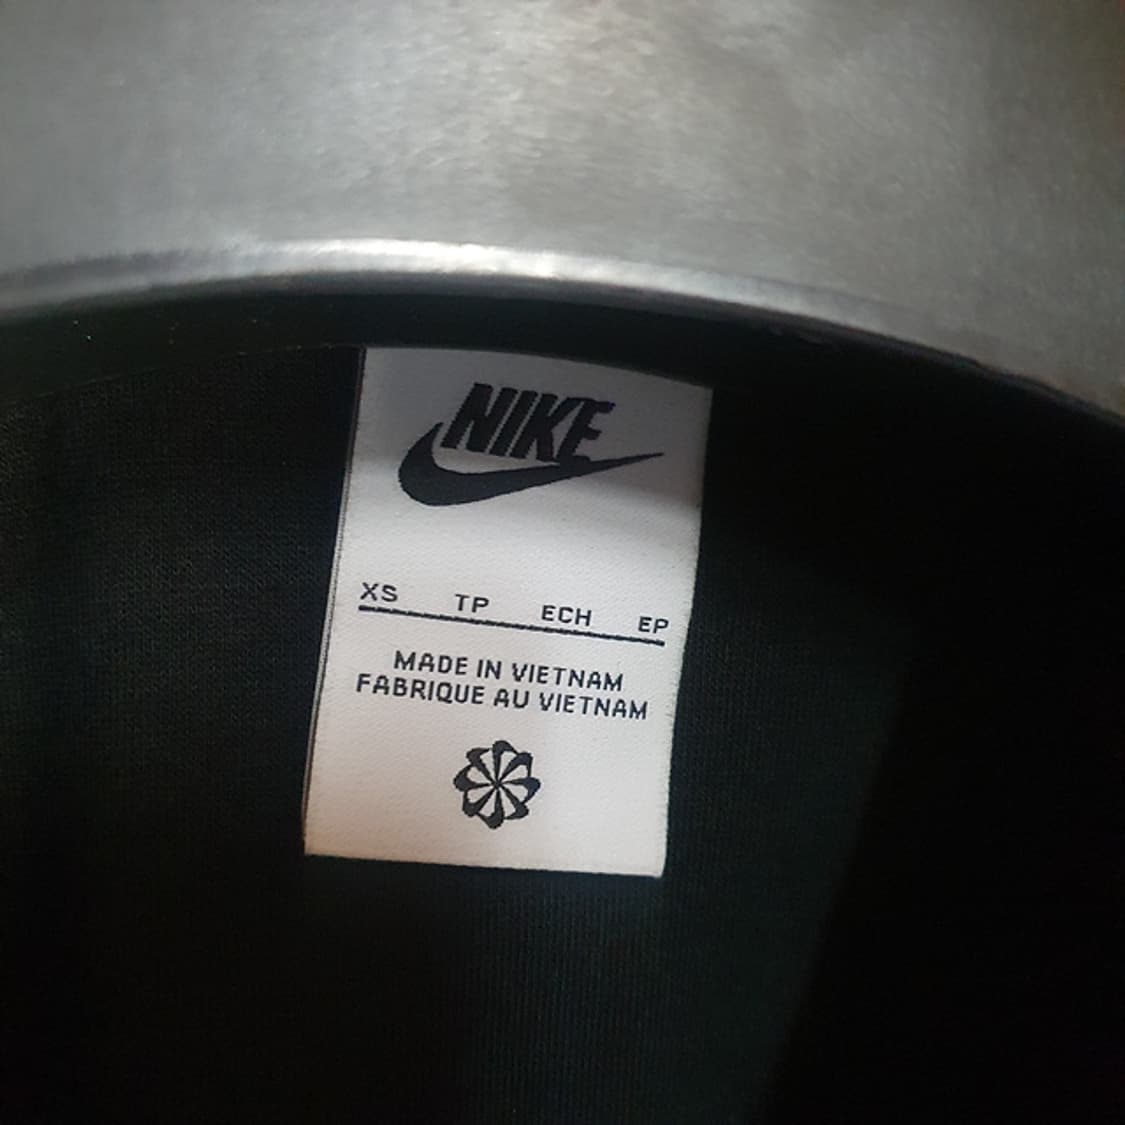 NIKE
XS TP ECH EP
MADE IN VIETNAM
FABRIQUE AU VIETNAM